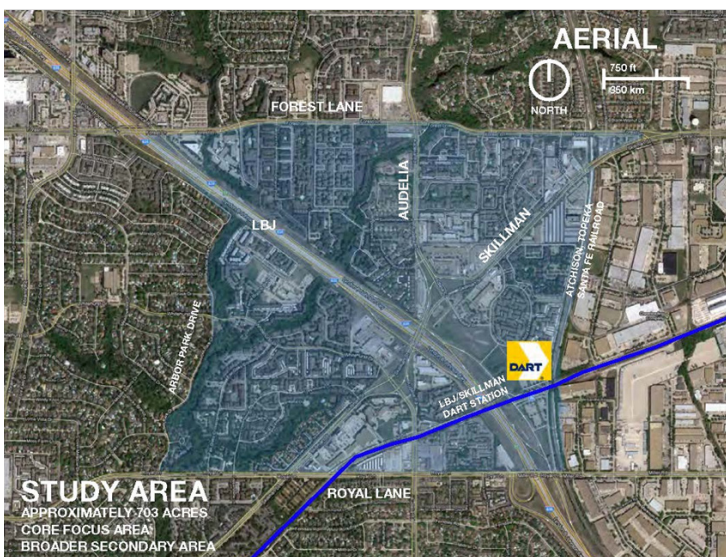 AERIAL
750 ft
350 km
NORTH
FOREST LANE
AUDELIA
SKILLMAN
LBJ
ATCHISON, TOPEKA
SANTA FE RAILROAD
ARBOR PARK DRIVE
DART
LBJ/SKILLMAN
DART STATION
STUDY AREA
APPROXIMATELY 703 ACRES
CORE FOCUS AREA:
BROADER SECONDARY AREA
ROYAL LANE